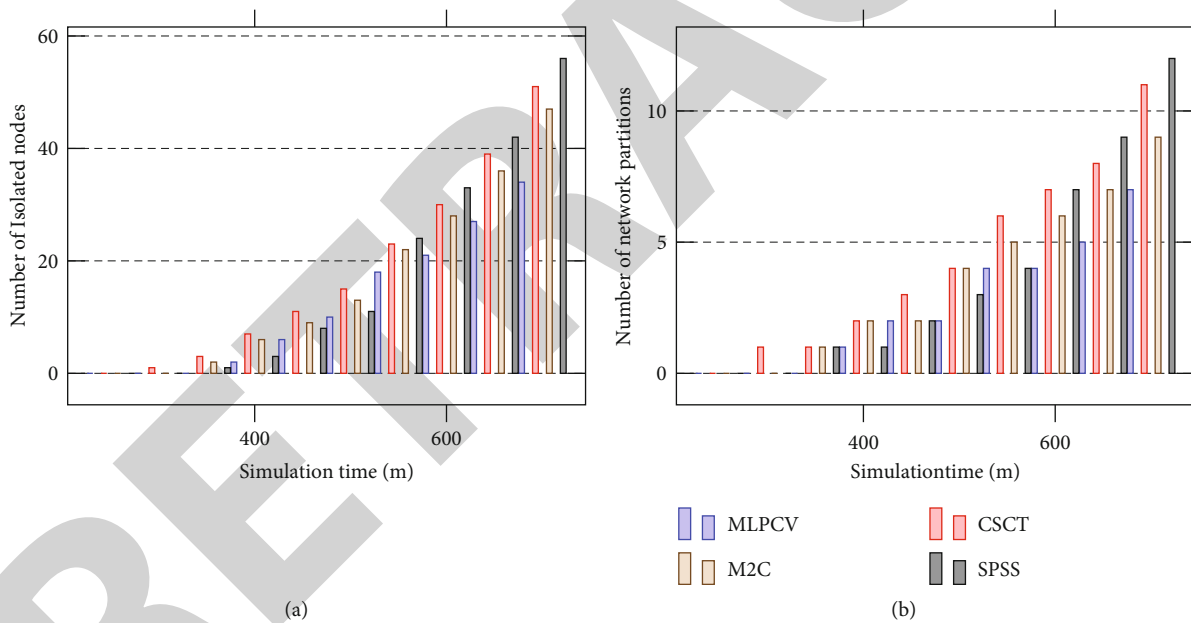 60
40
20
0
Number of Isolated nodes
400 600
Simulation time (m)
(a)
10
5
0
Number of network partitions
400 600
Simulationtime (m)
MLPCV CSCT
M2C SPSS
(b)
RETRAC